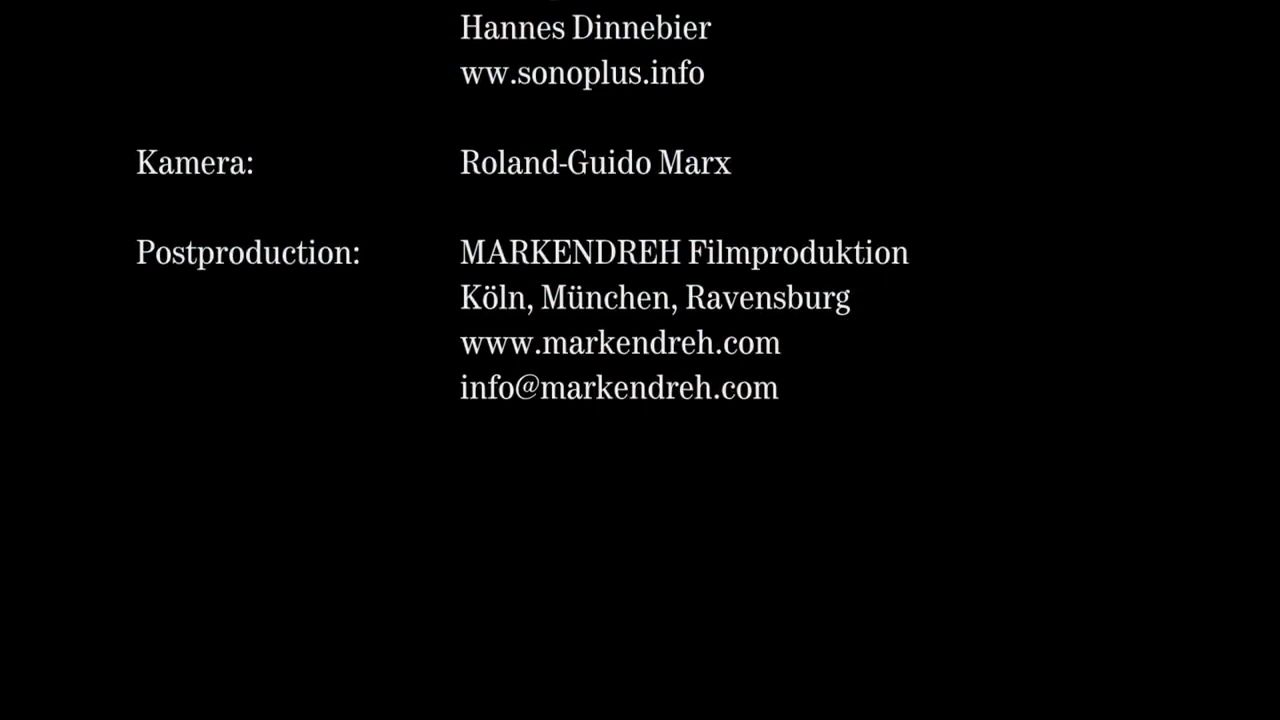 Hannes Dinnebier
ww.sonoplus.info
Kamera: Roland-Guido Marx
Postproduction: MARKENDREH Filmproduktion
Köln, München, Ravensburg
www.markendreh.com
info@markendreh.com